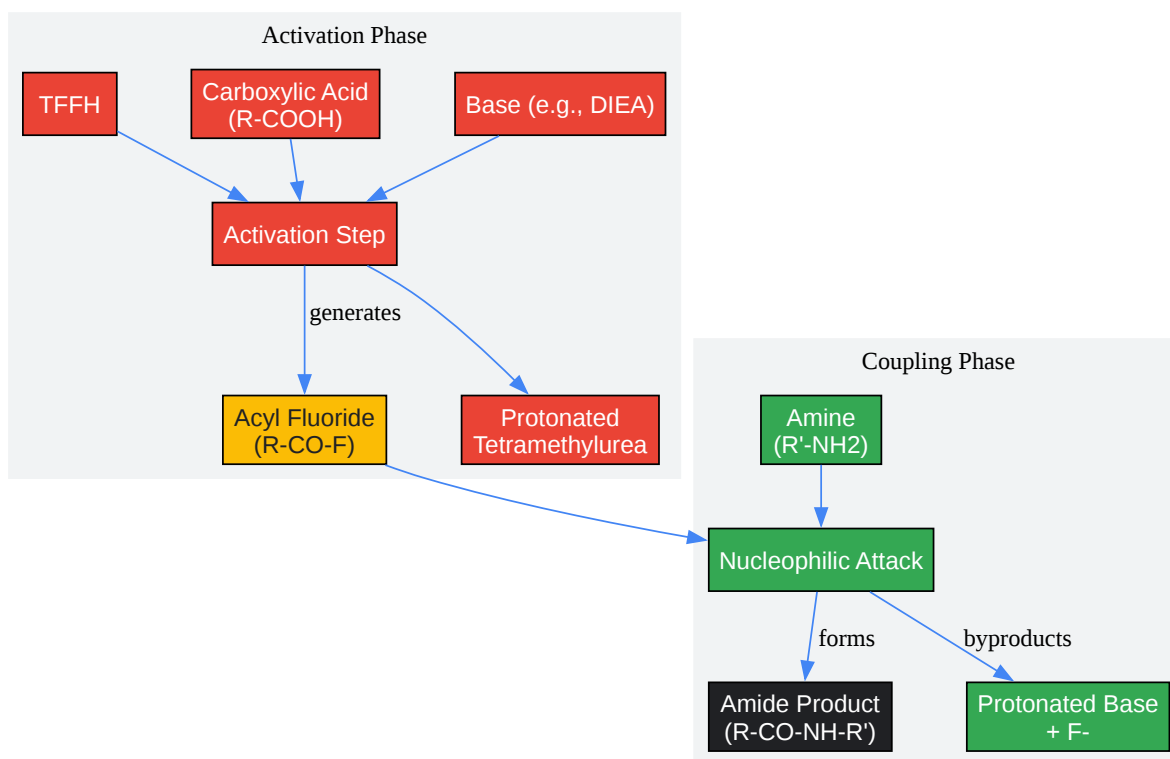 Activation Phase
TFFH
Carboxylic Acid
(R-COOH)
Base (e.g., DIEA)
Activation Step
generates
Acyl Fluoride
(R-CO-F)
Protonated
Tetramethylurea
Coupling Phase
Amine
(R'-NH2)
Nucleophilic Attack
forms
byproducts
Amide Product
(R-CO-NH-R')
Protonated Base
+ F-